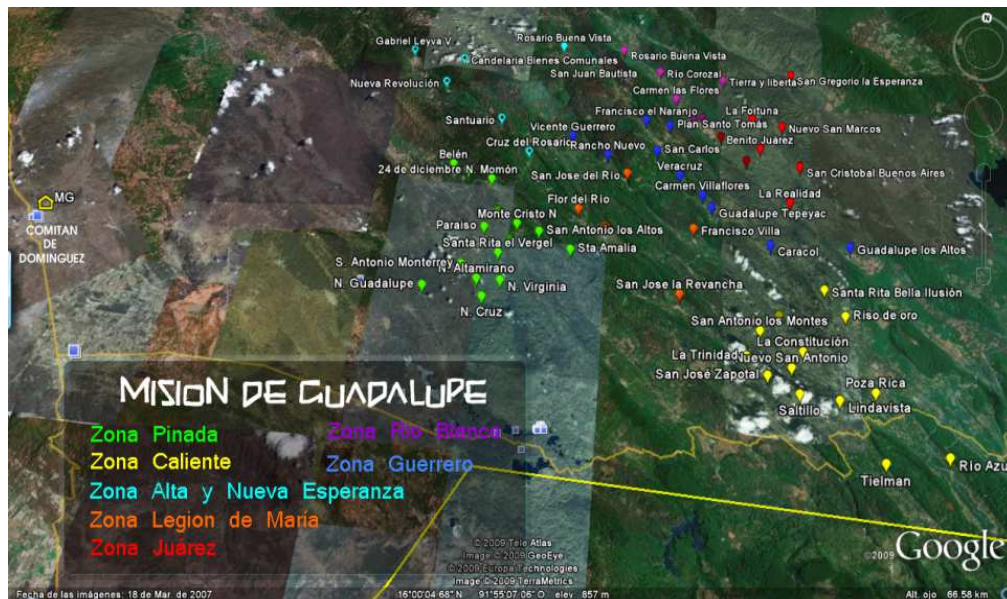 N
Gabriel Leyva V
Rosario Buena Vista
Candelaria Bienes Comunales
Rosario Buena Vista
San Juan Bautista
Rio Corozal
Nueva Revolución
Tierra y liberta
San Gregorio la Esperanza
Carmen las Flores
Santuario
Francisco el Naranjo
La Fortuna
Vicente Guerrero
Plan Santo Tomás
Nuevo San Marcos
Cruz del Rosario
Rancho Nuevo
San Carlos
Benito Juárez
Belén
24 de diciembre
N. Momón
San Jose del Río
Veracruz
San Cristobal Buenos Aires
Carmen Villaflores
La Realidad
MG
Flor del Río
Guadalupe Tepeyac
COMITAN
DE
DOMINGUEZ
Monte Cristo N
Paraiso
San Antonio los Altos
Francisco Villa
Santa Rita el Vergel
Sta Amalia
Caracol
Guadalupe los Altos
S. Antonio Monterrey
N. Altamirano
N. Guadalupe
N. Virginia
San Jose la Revancha
Santa Rita Bella Ilusión
N. Cruz
San Antonio los Montes
Riso de oro
La Constitución
La Trinidad
Nuevo San Antonio
San José Zapotal
Poza Rica
Saltillo
Lindavista
Tielman
Río Azu
MISION DE GUADALUPE
Zona Pinada
Zona Rio Blanco
Zona Caliente
Zona Guerrero
Zona Alta y Nueva Esperanza
Zona Legion de María
Zona Juárez
© 2009 Tele Atlas
Image © 2009 GeoEye
© 2009 Europa Technologies
Image © 2009 TerraMetrics
©2009 Google
Fecha de las imágenes: 18 de Mar. de 2007
16°00'04.68" N 91°55'07.06" O elev. 857 m
Alt. ojo 66.58 km